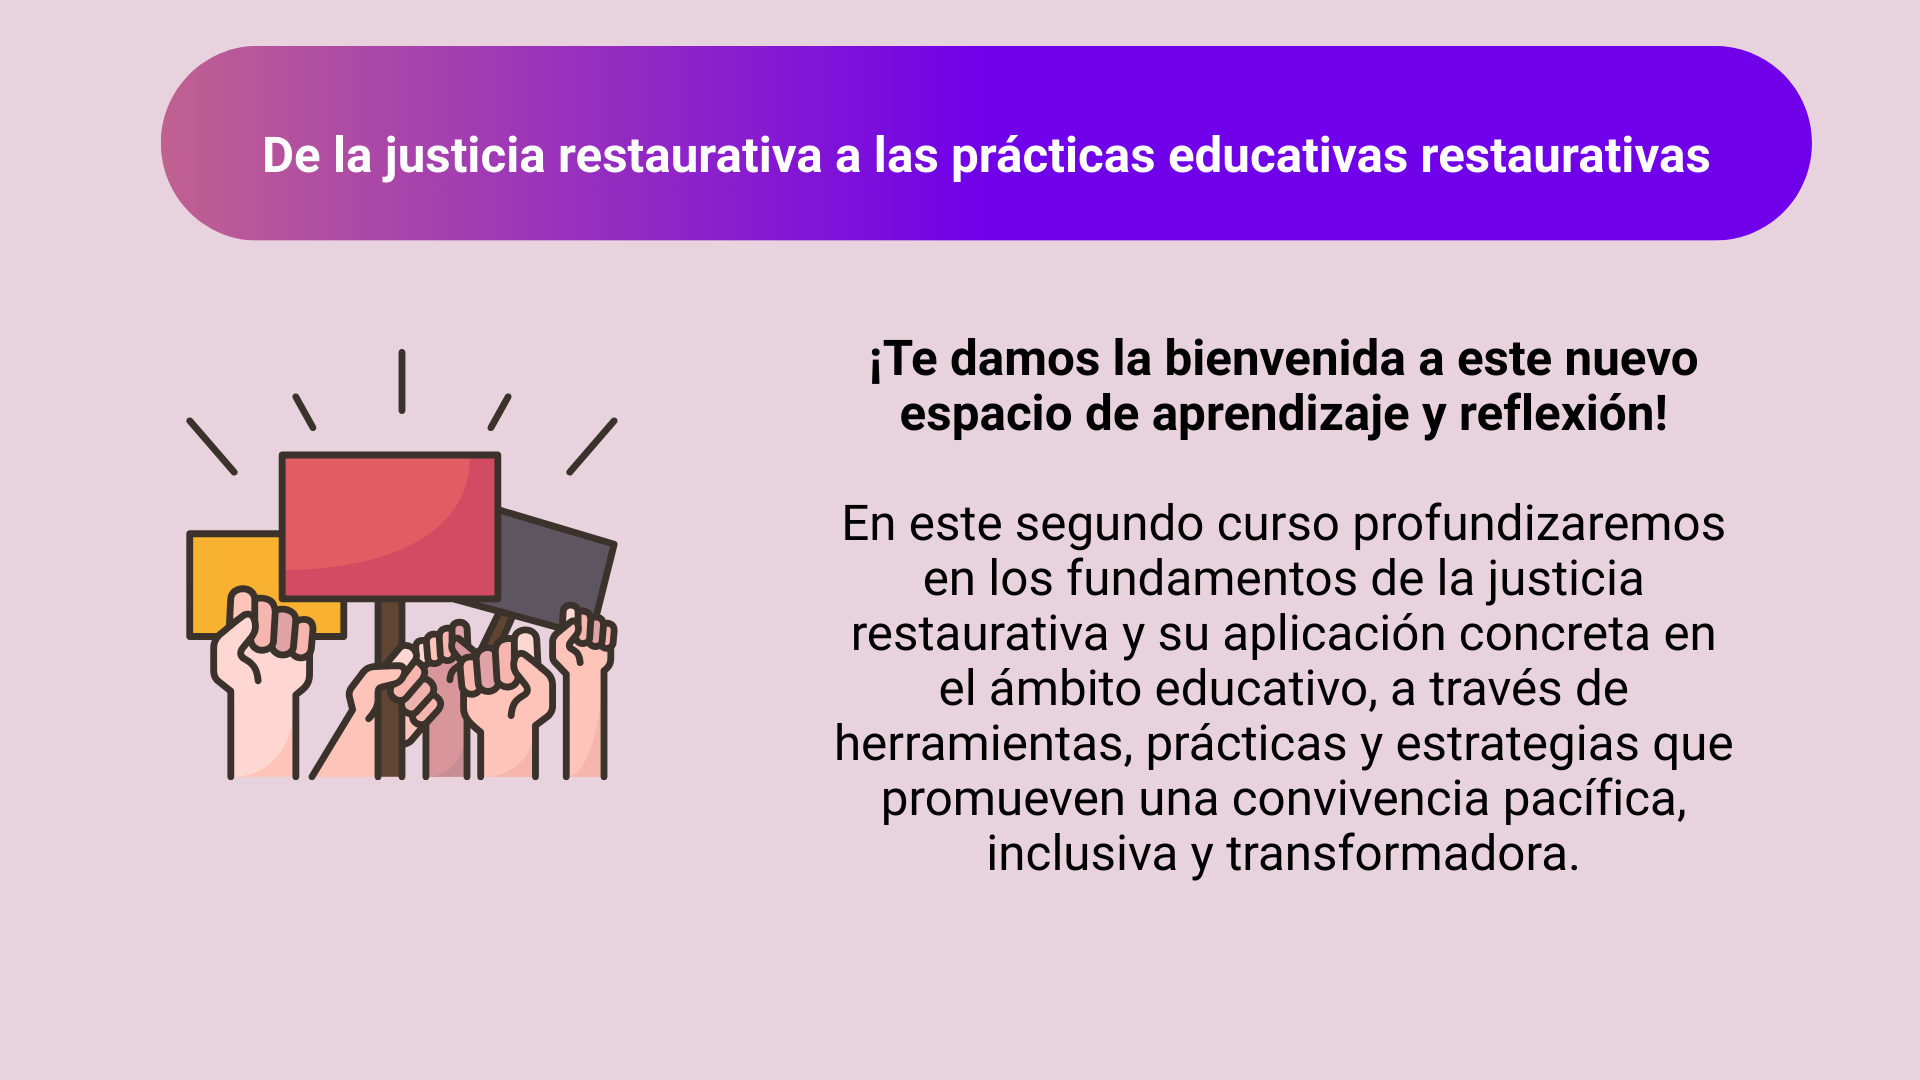 De la justicia restaurativa a las prácticas educativas restaurativas
¡Te damos la bienvenida a este nuevo
espacio de aprendizaje y reflexión!
En este segundo curso profundizaremos
en los fundamentos de la justicia
restaurativa y su aplicación concreta en
el ámbito educativo, a través de
herramientas, prácticas y estrategias que
promueven una convivencia pacífica,
inclusiva y transformadora.